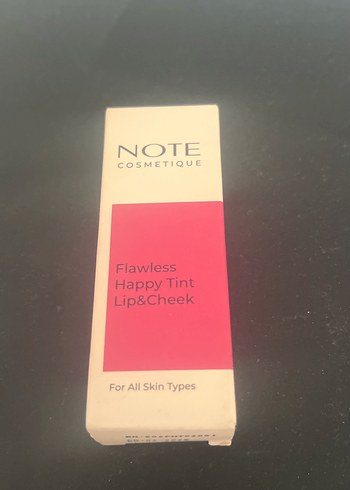 NOTE
COSMETIQUE
Flawless
Happy Tint
Lip&Cheek
For All Skin Types